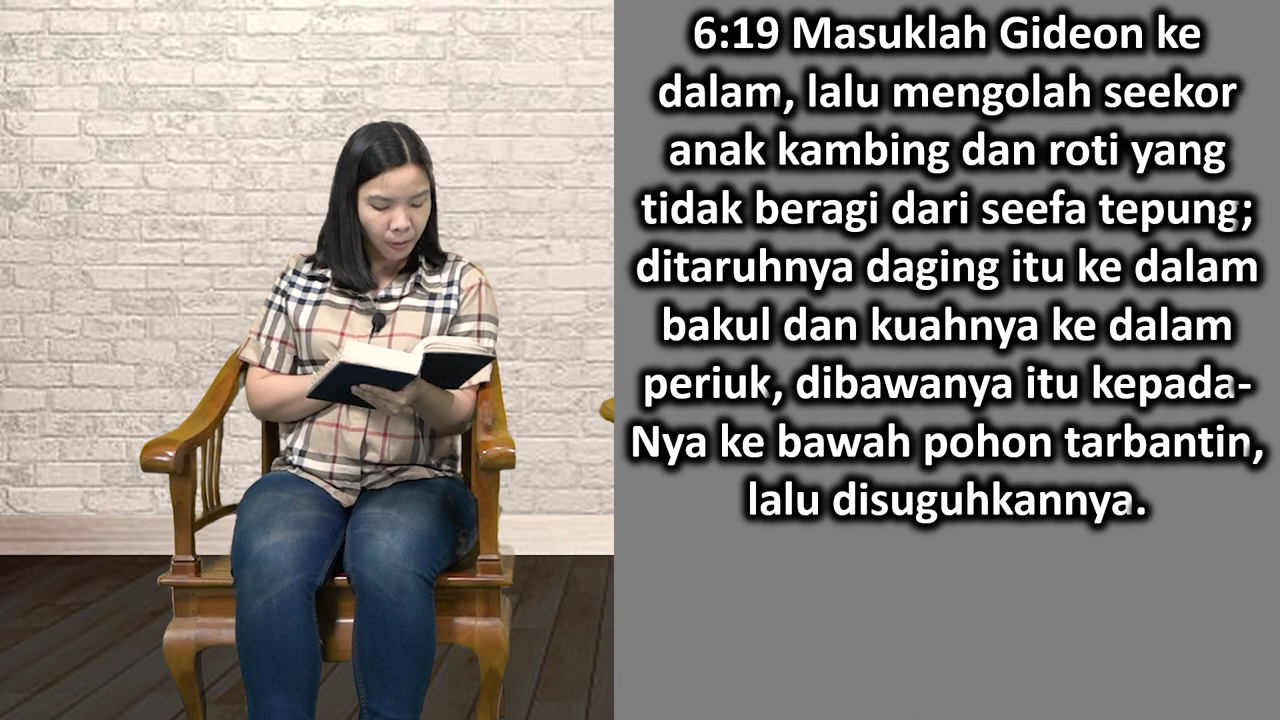 6:19 Masuklah Gideon ke
dalam, lalu mengolah seekor
anak kambing dan roti yang
tidak beragi dari seefa tepung;
ditaruhnya daging itu ke dalam
bakul dan kuahnya ke dalam
periuk, dibawanya itu kepada-
Nya ke bawah pohon tarbantin,
lalu disuguhkannya.